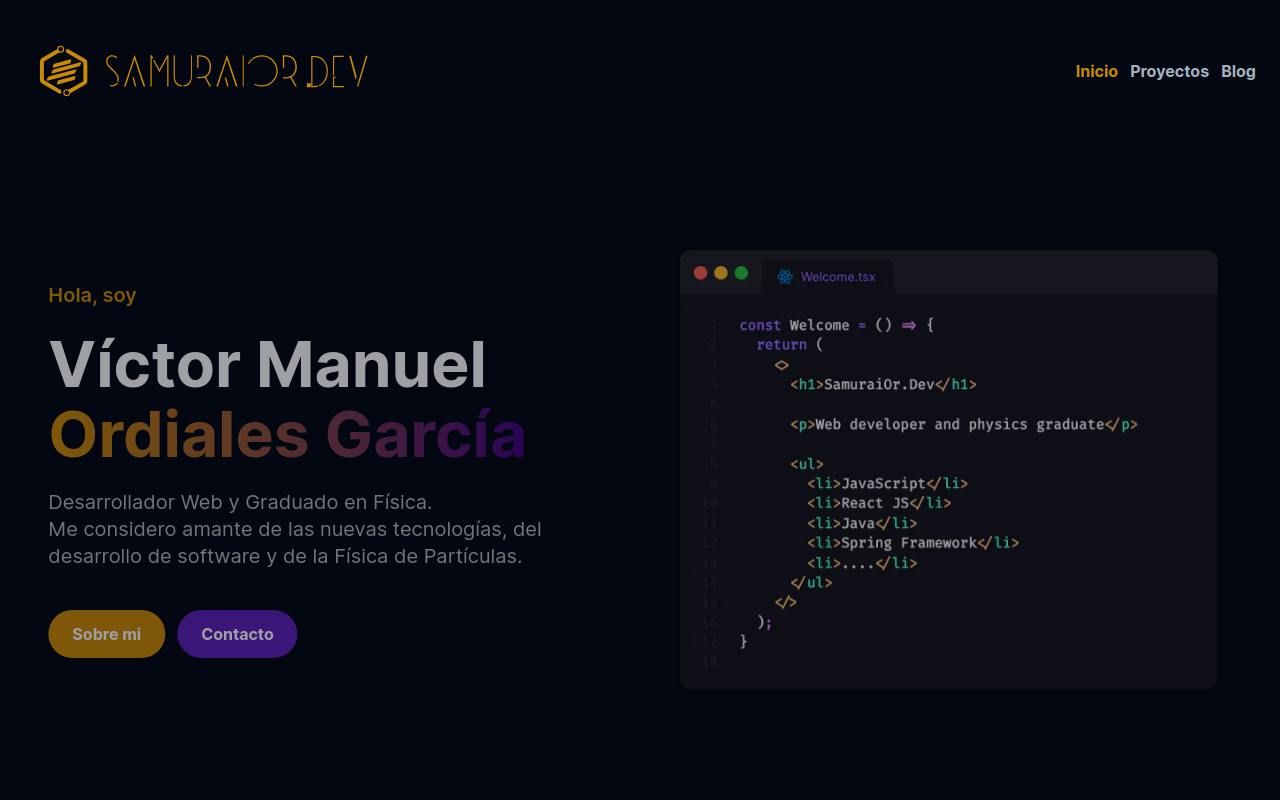 SAMURAIOR.DEV
Inicio Proyectos Blog
Hola, soy
Víctor Manuel
Ordiales García
Desarrollador Web y Graduado en Física.
Me considero amante de las nuevas tecnologías, del
desarrollo de software y de la Física de Partículas.
Sobre mi Contacto
Welcome.tsx
1 const Welcome = () => {
2 return (
3 <>
4 <h1>SamuraiOr.Dev</h1>
5
6 <p>Web developer and physics graduate</p>
7
8 <ul>
9 <li>JavaScript</li>
10 <li>React JS</li>
11 <li>Java</li>
12 <li>Spring Framework</li>
13 <li>....</li>
14 </ul>
15 </>
16 );
17 }
18